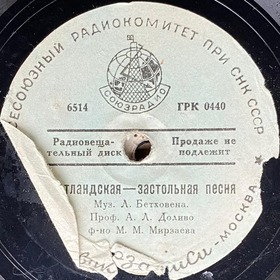 ВСЕСОЮЗНЫЙ РАДИОКОМИТЕТ ПРИ СНК СССР
СОЮЗРАДИО
6514 ГРК 0440
Радиовеща-
тельный диск
Продаже не
подлежит
ТЛАНДСКАЯ—ЗАСТОЛЬНАЯ ПЕСНЯ
Муз. Л. Бетховена.
Проф. А. Л. Доливо
ф-но М. М. Мирзаева
МОСКВА